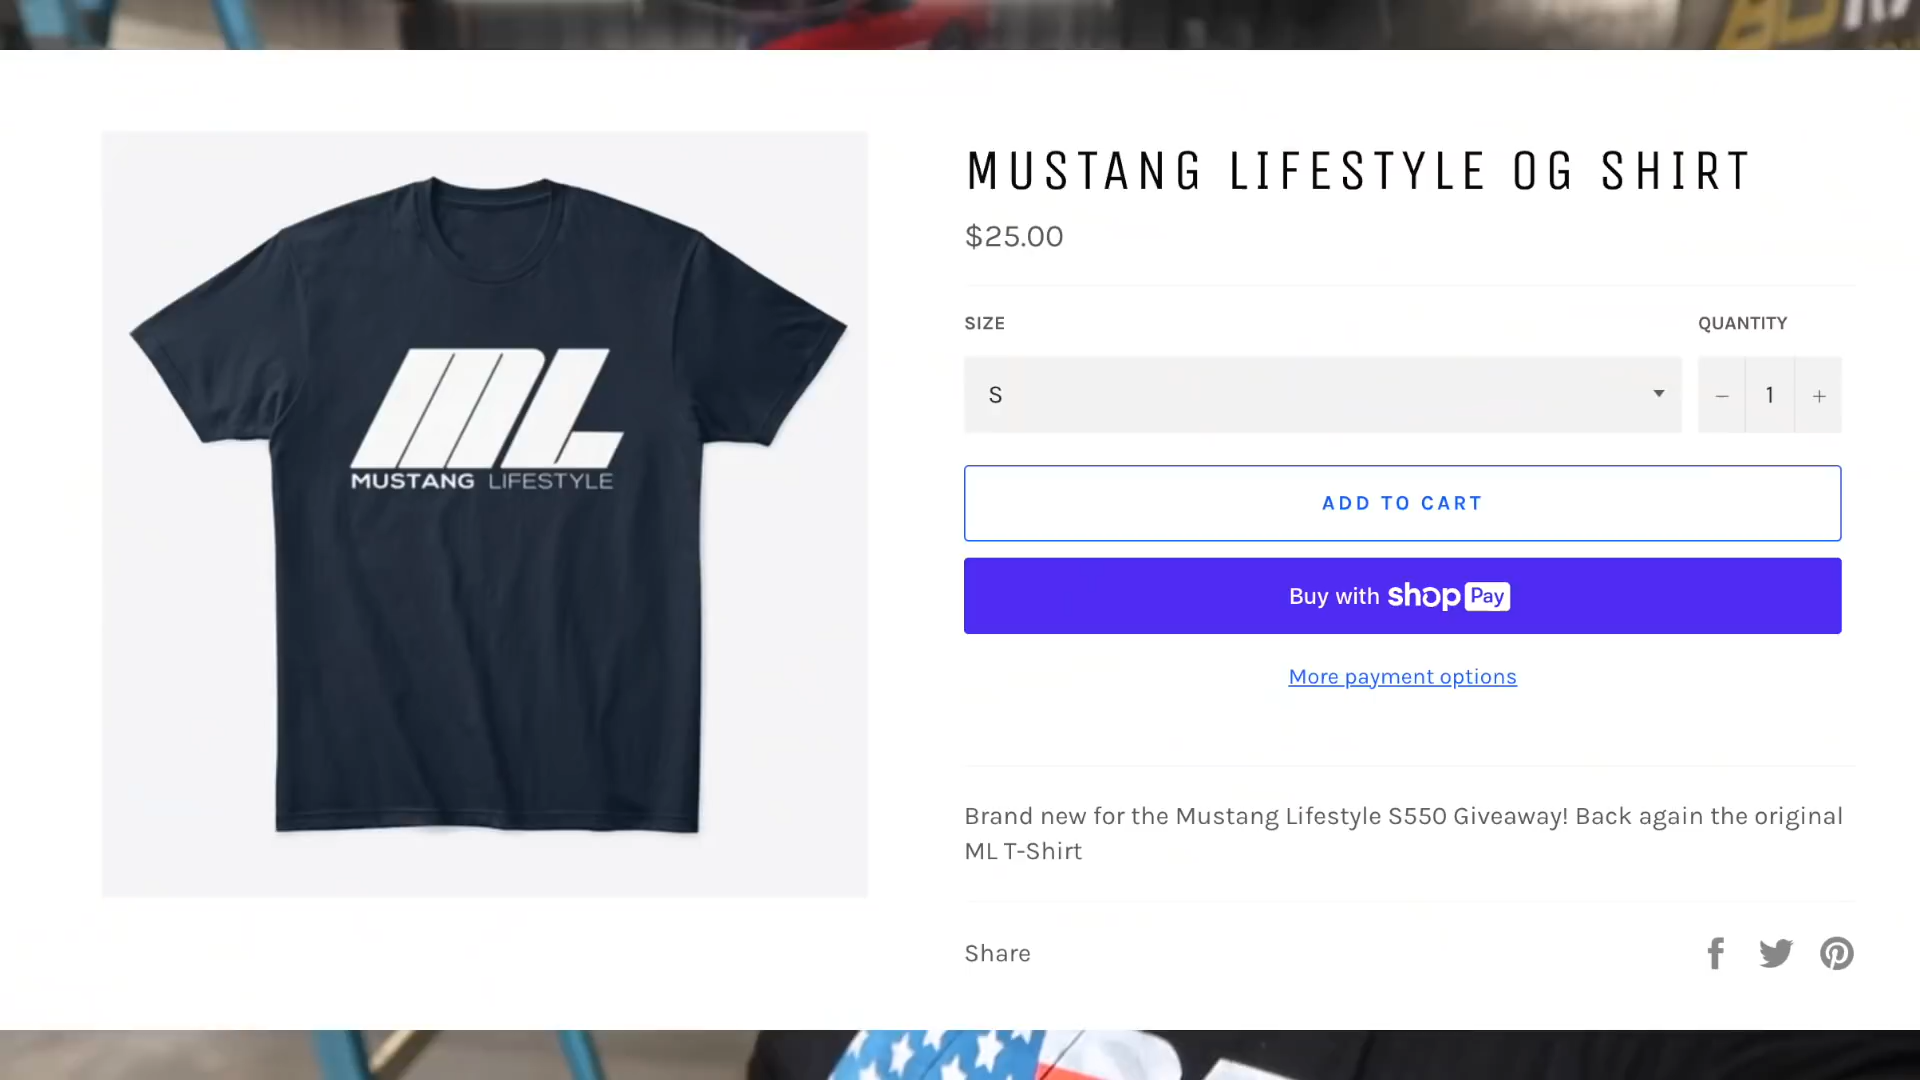 MUSTANG LIFESTYLE OG SHIRT
$25.00
SIZE
QUANTITY
S
− 1 +
ADD TO CART
Buy with shop Pay
More payment options
Brand new for the Mustang Lifestyle S550 Giveaway! Back again the original
ML T-Shirt
Share
ML
MUSTANG LIFESTYLE